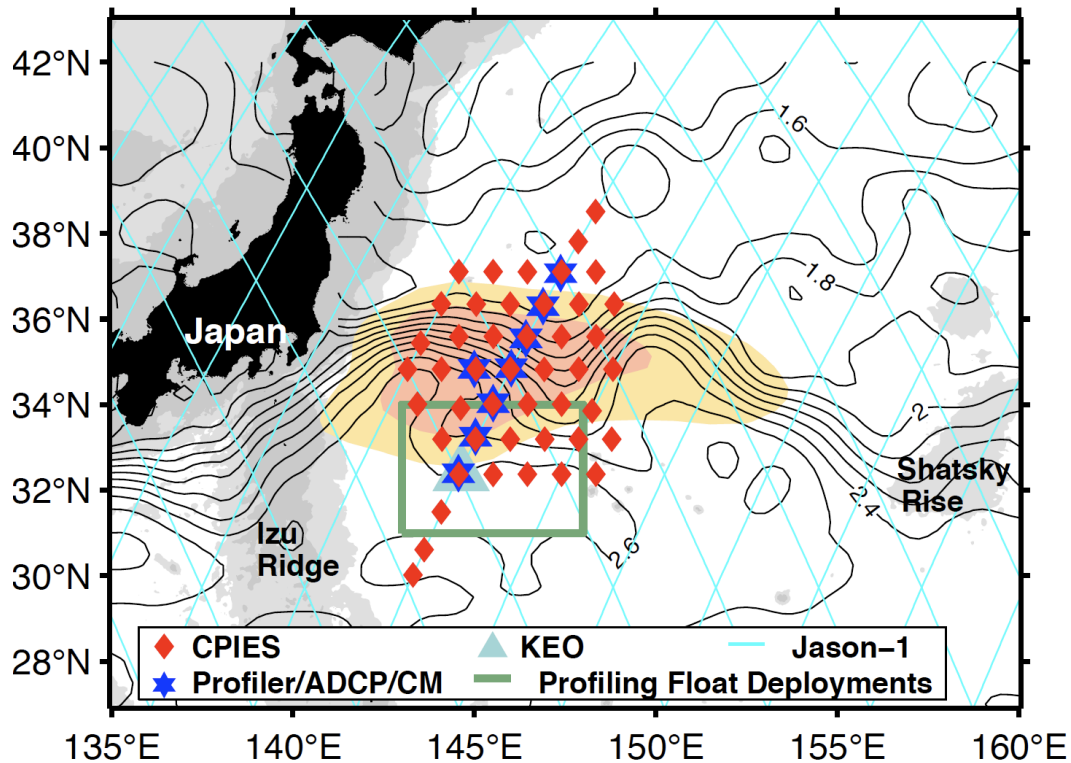 42°N
40°N
38°N
36°N
34°N
32°N
30°N
28°N
1.6
1.8
Japan
2
2.4
Shatsky
Rise
2.6
Izu
Ridge
CPIES KEO Jason-1
Profiler/ADCP/CM Profiling Float Deployments
135°E 140°E 145°E 150°E 155°E 160°E